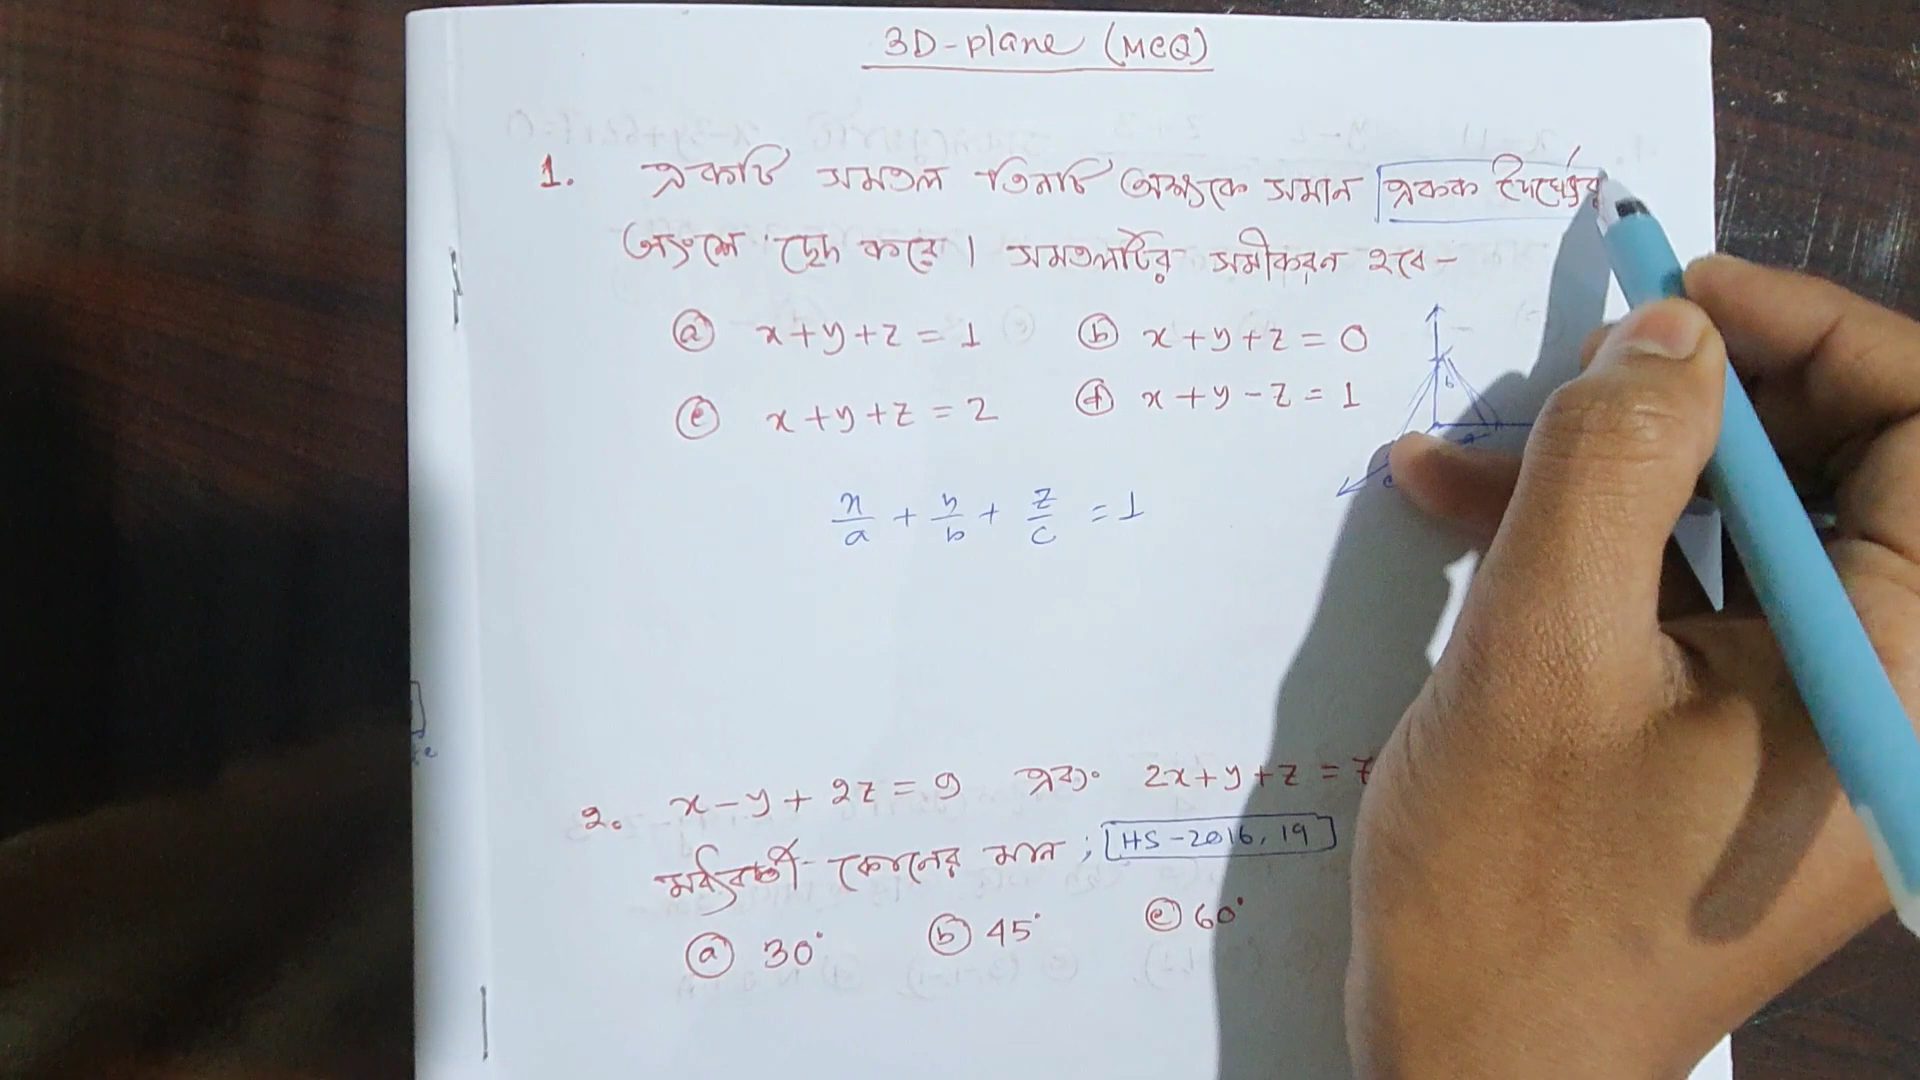 3D-plane (MCQ)
1. একটি সমতল তিনটি অক্ষকে সমান একক দৈর্ঘ্যের
অংশে ছেদ করে। সমতলটির সমীকরন হবে-
ⓐ x+y+z=1 ⓑ x+y+z=0
ⓒ x+y+z=2 ⓓ x+y-z=1
b
a
c
x/a + y/b + z/c = 1
2. x-y+2z=9 এবং 2x+y+z=7
মধ্যবর্তী কোনের মান; [HS-2016, 19]
ⓐ 30° ⓑ 45° ⓒ 60°